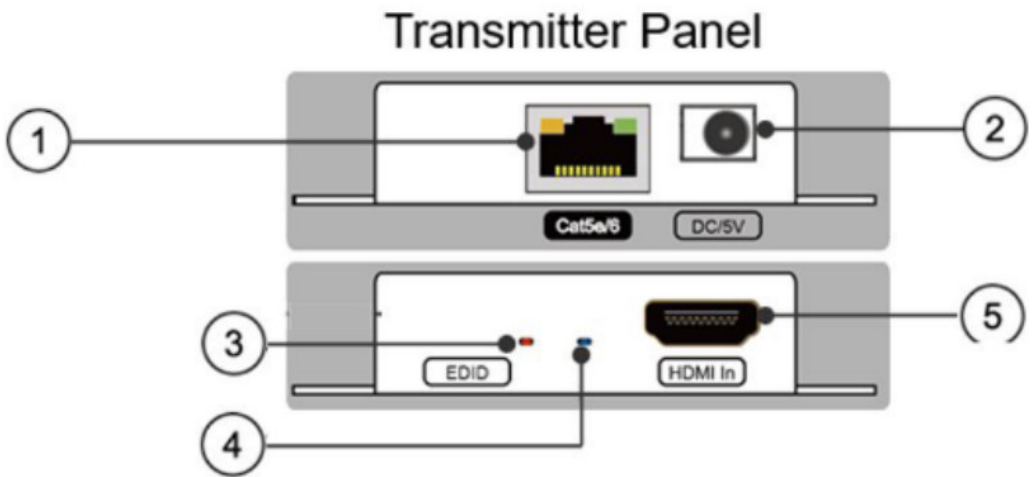 Transmitter Panel
1
2
Cat5e/6
DC/5V
3
5
EDID
HDMI In
4